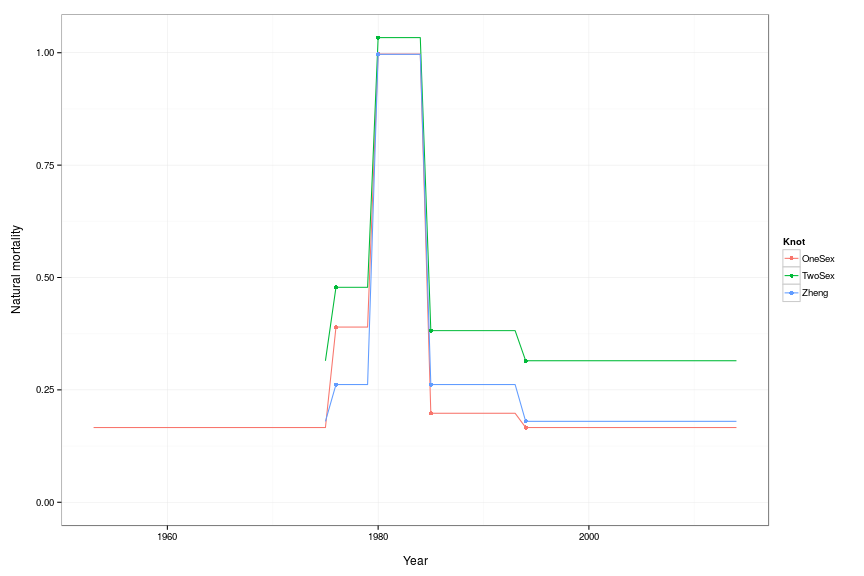 1.00
0.75
0.50
0.25
0.00
Natural mortality
1960
1980
2000
Year
Knot
OneSex
TwoSex
Zheng